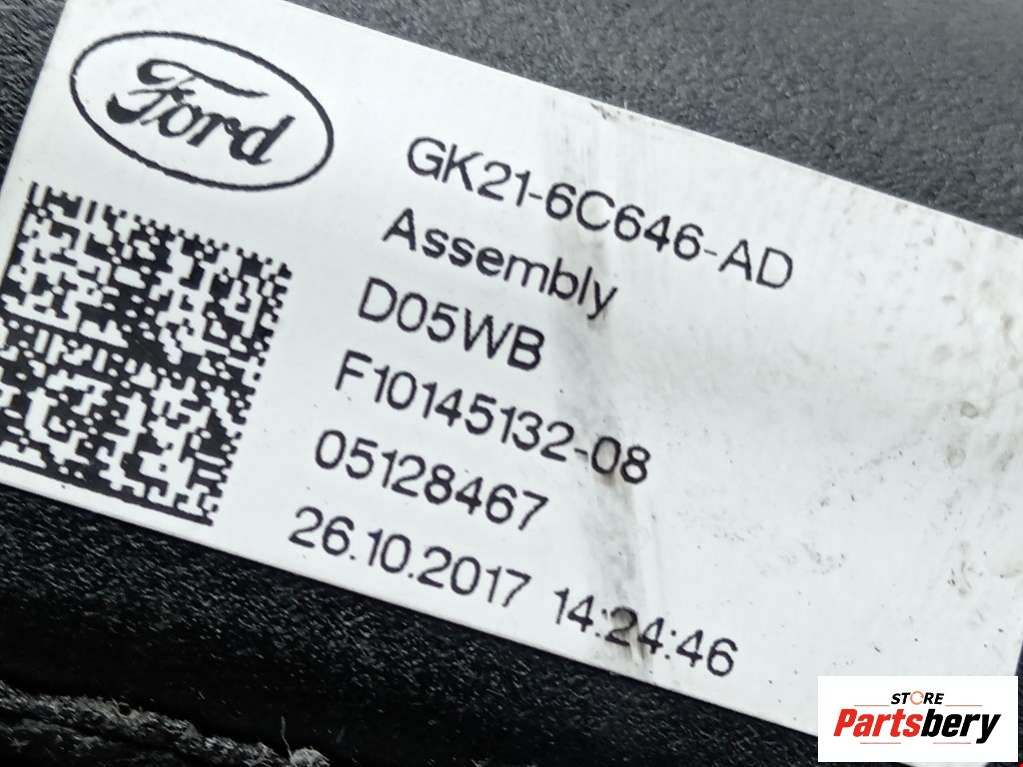 Ford
GK21-6C646-AD
Assembly
D05WB
F10145132-08
05128467
26.10.2017 14:24:46
STORE
Partsbery